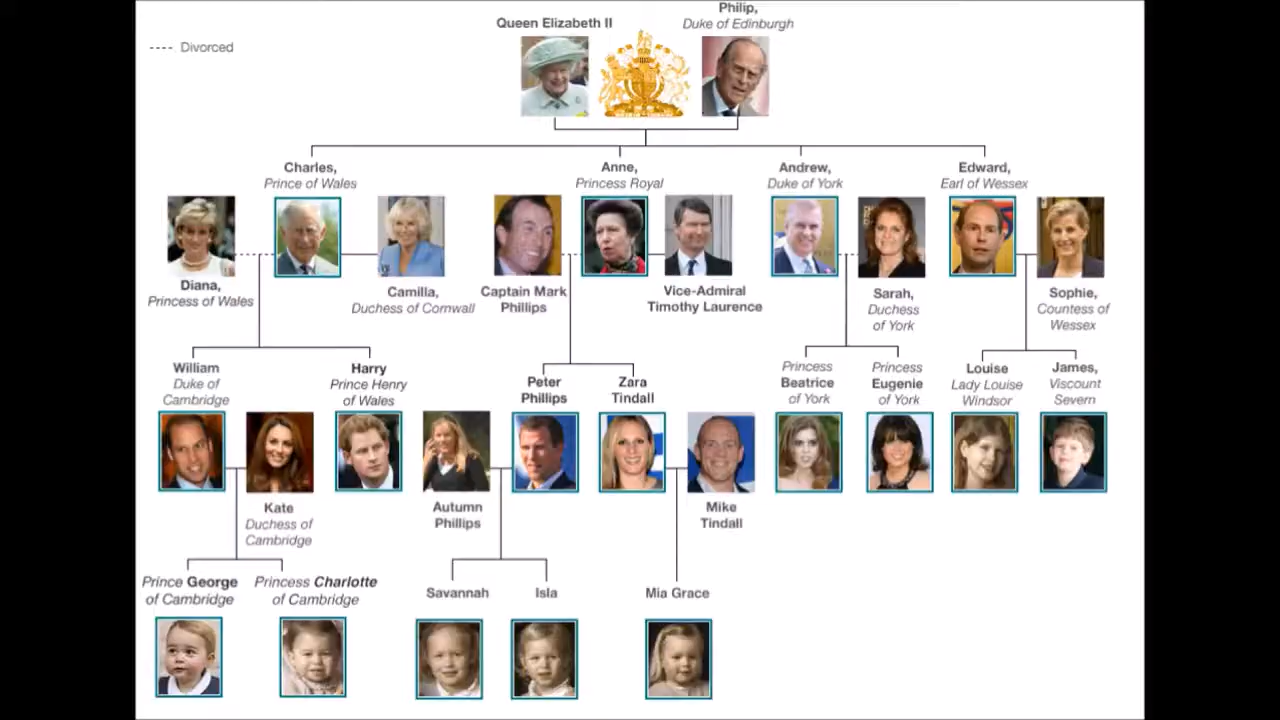 Queen Elizabeth II
Philip,
Duke of Edinburgh
---- Divorced
Charles,
Prince of Wales
Anne,
Princess Royal
Andrew,
Duke of York
Edward,
Earl of Wessex
Diana,
Princess of Wales
Camilla,
Duchess of Cornwall
Captain Mark
Phillips
Vice-Admiral
Timothy Laurence
Sarah,
Duchess
of York
Sophie,
Countess of
Wessex
William
Duke of
Cambridge
Harry
Prince Henry
of Wales
Peter
Phillips
Zara
Tindall
Princess
Beatrice
of York
Princess
Eugenie
of York
Louise
Lady Louise
Windsor
James,
Viscount
Severn
Kate
Duchess of
Cambridge
Autumn
Phillips
Mike
Tindall
Prince George
of Cambridge
Princess Charlotte
of Cambridge
Savannah
Isla
Mia Grace